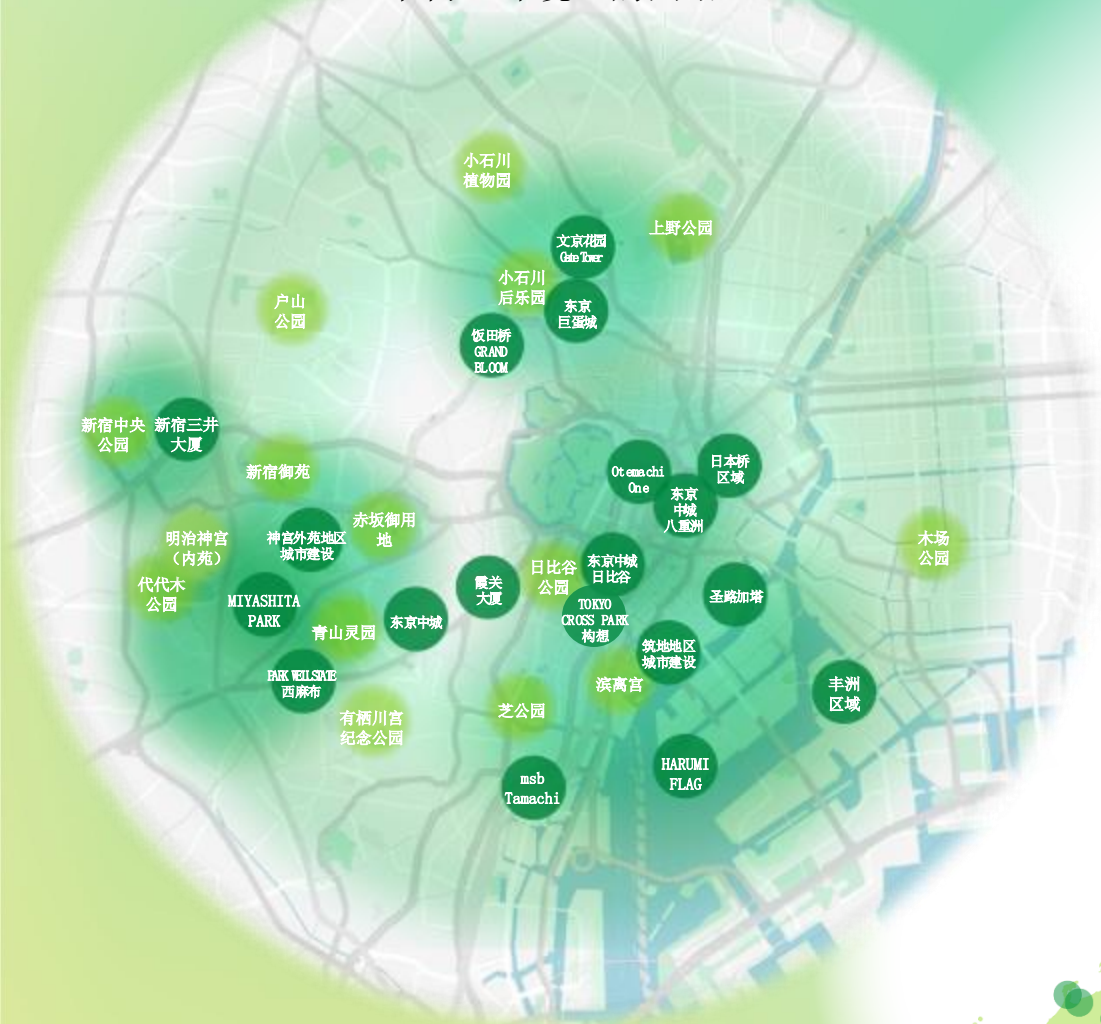 小石川
植物园
上野公园
文京花园
Gate Tower
小石川
后乐园
东京
巨蛋城
户山
公园
饭田桥
GRAND
BLOOM
新宿中央
公园
新宿三井
大厦
新宿御苑
Otemachi
One
日本桥
区域
东京
中城
八重洲
赤坂御用
地
明治神宫
（内苑）
神宫外苑地区
城市建设
木场
公园
代代木
公园
MIYASHITA
PARK
青山灵园
东京中城
霞关
大厦
日比谷
公园
东京中城
日比谷
TOKYO
CROSS PARK
构想
圣路加塔
筑地地区
城市建设
PARK WELLSTATE
西麻布
滨离宫
丰洲
区域
有栖川宫
纪念公园
芝公园
msb
Tamachi
HARUMI
FLAG